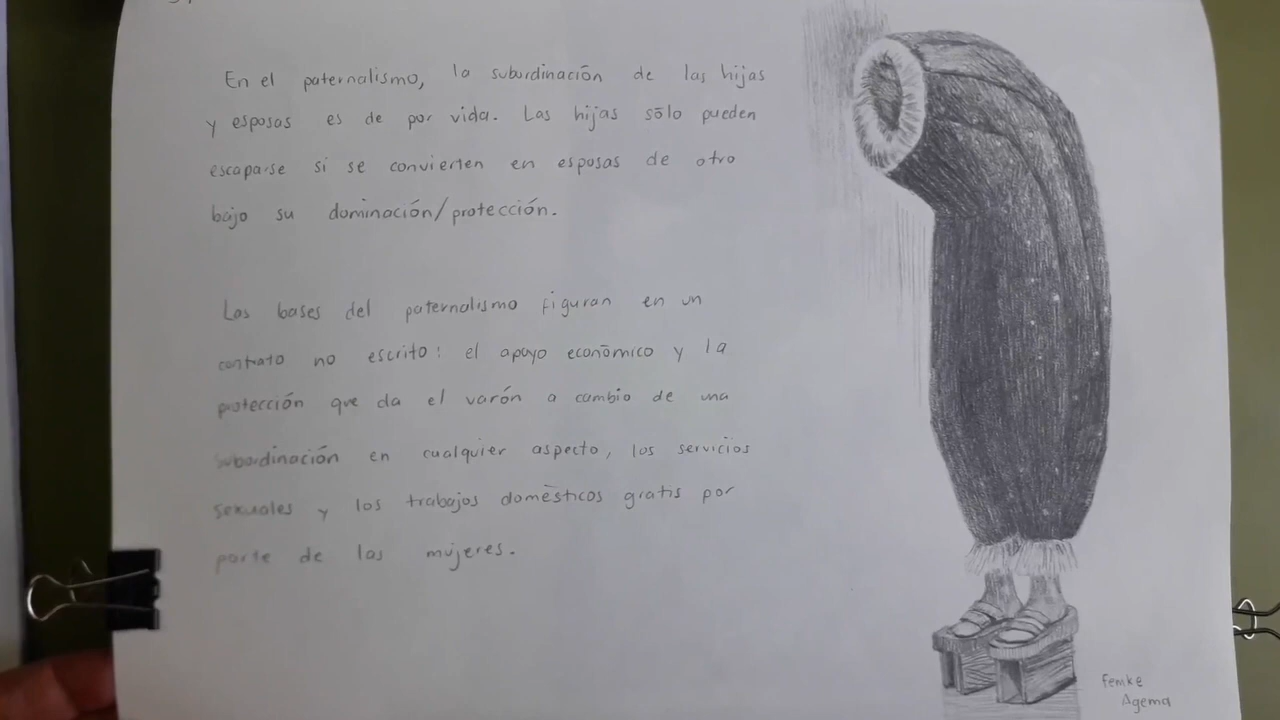 En el paternalismo, la subordinación de las hijas
y esposas es de por vida. Las hijas sólo pueden
escaparse si se convierten en esposas de otro
bajo su dominación/protección.
Las bases del paternalismo figuran en un
contrato no escrito: el apoyo económico y la
protección que da el varón a cambio de una
subordinación en cualquier aspecto, los servicios
sexuales y los trabajos domésticos gratis por
parte de las mujeres.
Femke
Agema